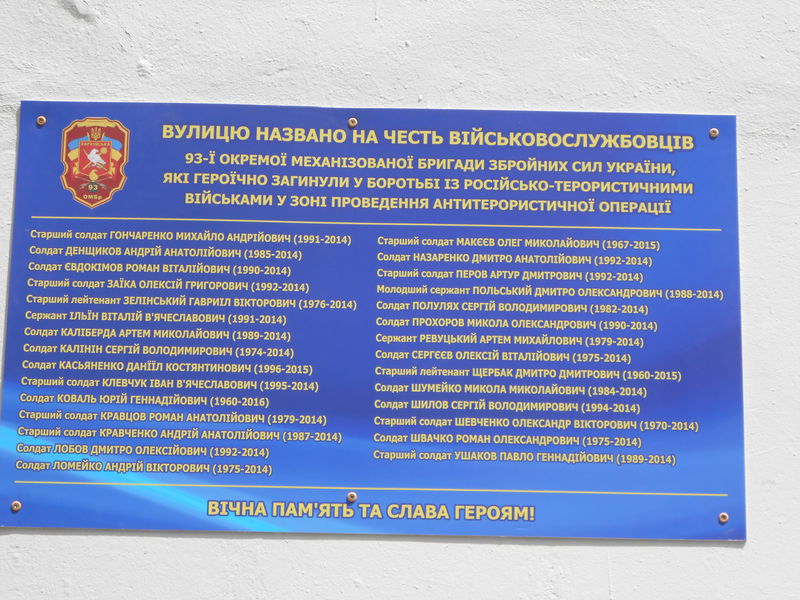 ХАРКІВСЬКА
93
ОМБр
ВУЛИЦЮ НАЗВАНО НА ЧЕСТЬ ВІЙСЬКОВОСЛУЖБОВЦІВ
93-Ї ОКРЕМОЇ МЕХАНІЗОВАНОЇ БРИГАДИ ЗБРОЙНИХ СИЛ УКРАЇНИ,
ЯКІ ГЕРОЇЧНО ЗАГИНУЛИ У БОРОТЬБІ ІЗ РОСІЙСЬКО-ТЕРОРИСТИЧНИМИ
ВІЙСЬКАМИ У ЗОНІ ПРОВЕДЕННЯ АНТИТЕРОРИСТИЧНОЇ ОПЕРАЦІЇ
Старший солдат ГОНЧАРЕНКО МИХАЙЛО АНДРІЙОВИЧ (1991-2014)
Солдат ДЕНЩИКОВ АНДРІЙ АНАТОЛІЙОВИЧ (1985-2014)
Солдат ЄВДОКІМОВ РОМАН ВІТАЛІЙОВИЧ (1990-2014)
Старший солдат ЗАЇКА ОЛЕКСІЙ ГРИГОРОВИЧ (1992-2014)
Старший лейтенант ЗЕЛІНСЬКИЙ ГАВРИІЛ ВІКТОРОВИЧ (1976-2014)
Сержант ІЛЬЇН ВІТАЛІЙ В'ЯЧЕСЛАВОВИЧ (1991-2014)
Солдат КАЛІБЕРДА АРТЕМ МИКОЛАЙОВИЧ (1989-2014)
Солдат КАЛІНІН СЕРГІЙ ВОЛОДИМИРОВИЧ (1974-2014)
Солдат КАСЬЯНЕНКО ДАНІЇЛ КОСТЯНТИНОВИЧ (1996-2015)
Старший солдат КЛЕВЧУК ІВАН В'ЯЧЕСЛАВОВИЧ (1995-2014)
Солдат КОВАЛЬ ЮРІЙ ГЕННАДІЙОВИЧ (1960-2016)
Старший солдат КРАВЦОВ РОМАН АНАТОЛІЙОВИЧ (1979-2014)
Старший солдат КРАВЧЕНКО АНДРІЙ АНАТОЛІЙОВИЧ (1987-2014)
Солдат ЛОБОВ ДМИТРО ОЛЕКСІЙОВИЧ (1992-2014)
Солдат ЛОМЕЙКО АНДРІЙ ВІКТОРОВИЧ (1975-2014)
Старший солдат МАКЄЄВ ОЛЕГ МИКОЛАЙОВИЧ (1967-2015)
Солдат НАЗАРЕНКО ДМИТРО АНАТОЛІЙОВИЧ (1992-2014)
Старший солдат ПЕРОВ АРТУР ДМИТРОВИЧ (1992-2014)
Молодший сержант ПОЛЬСЬКИЙ ДМИТРО ОЛЕКСАНДРОВИЧ (1988-2014)
Солдат ПОЛУЛЯХ СЕРГІЙ ВОЛОДИМИРОВИЧ (1982-2014)
Солдат ПРОХОРОВ МИКОЛА ОЛЕКСАНДРОВИЧ (1990-2014)
Сержант РЕВУЦЬКИЙ АРТЕМ МИХАЙЛОВИЧ (1979-2014)
Солдат СЕРГЄЄВ ОЛЕКСІЙ ВІТАЛІЙОВИЧ (1975-2014)
Старший лейтенант ЩЕРБАК ДМИТРО ДМИТРОВИЧ (1960-2015)
Солдат ШУМЕЙКО МИКОЛА МИКОЛАЙОВИЧ (1984-2014)
Солдат ШИЛОВ СЕРГІЙ ВОЛОДИМИРОВИЧ (1994-2014)
Старший солдат ШЕВЧЕНКО ОЛЕКСАНДР ВІКТОРОВИЧ (1970-2014)
Солдат ШВАЧКО РОМАН ОЛЕКСАНДРОВИЧ (1975-2014)
Старший солдат УШАКОВ ПАВЛО ГЕННАДІЙОВИЧ (1989-2014)
ВІЧНА ПАМ'ЯТЬ ТА СЛАВА ГЕРОЯМ!